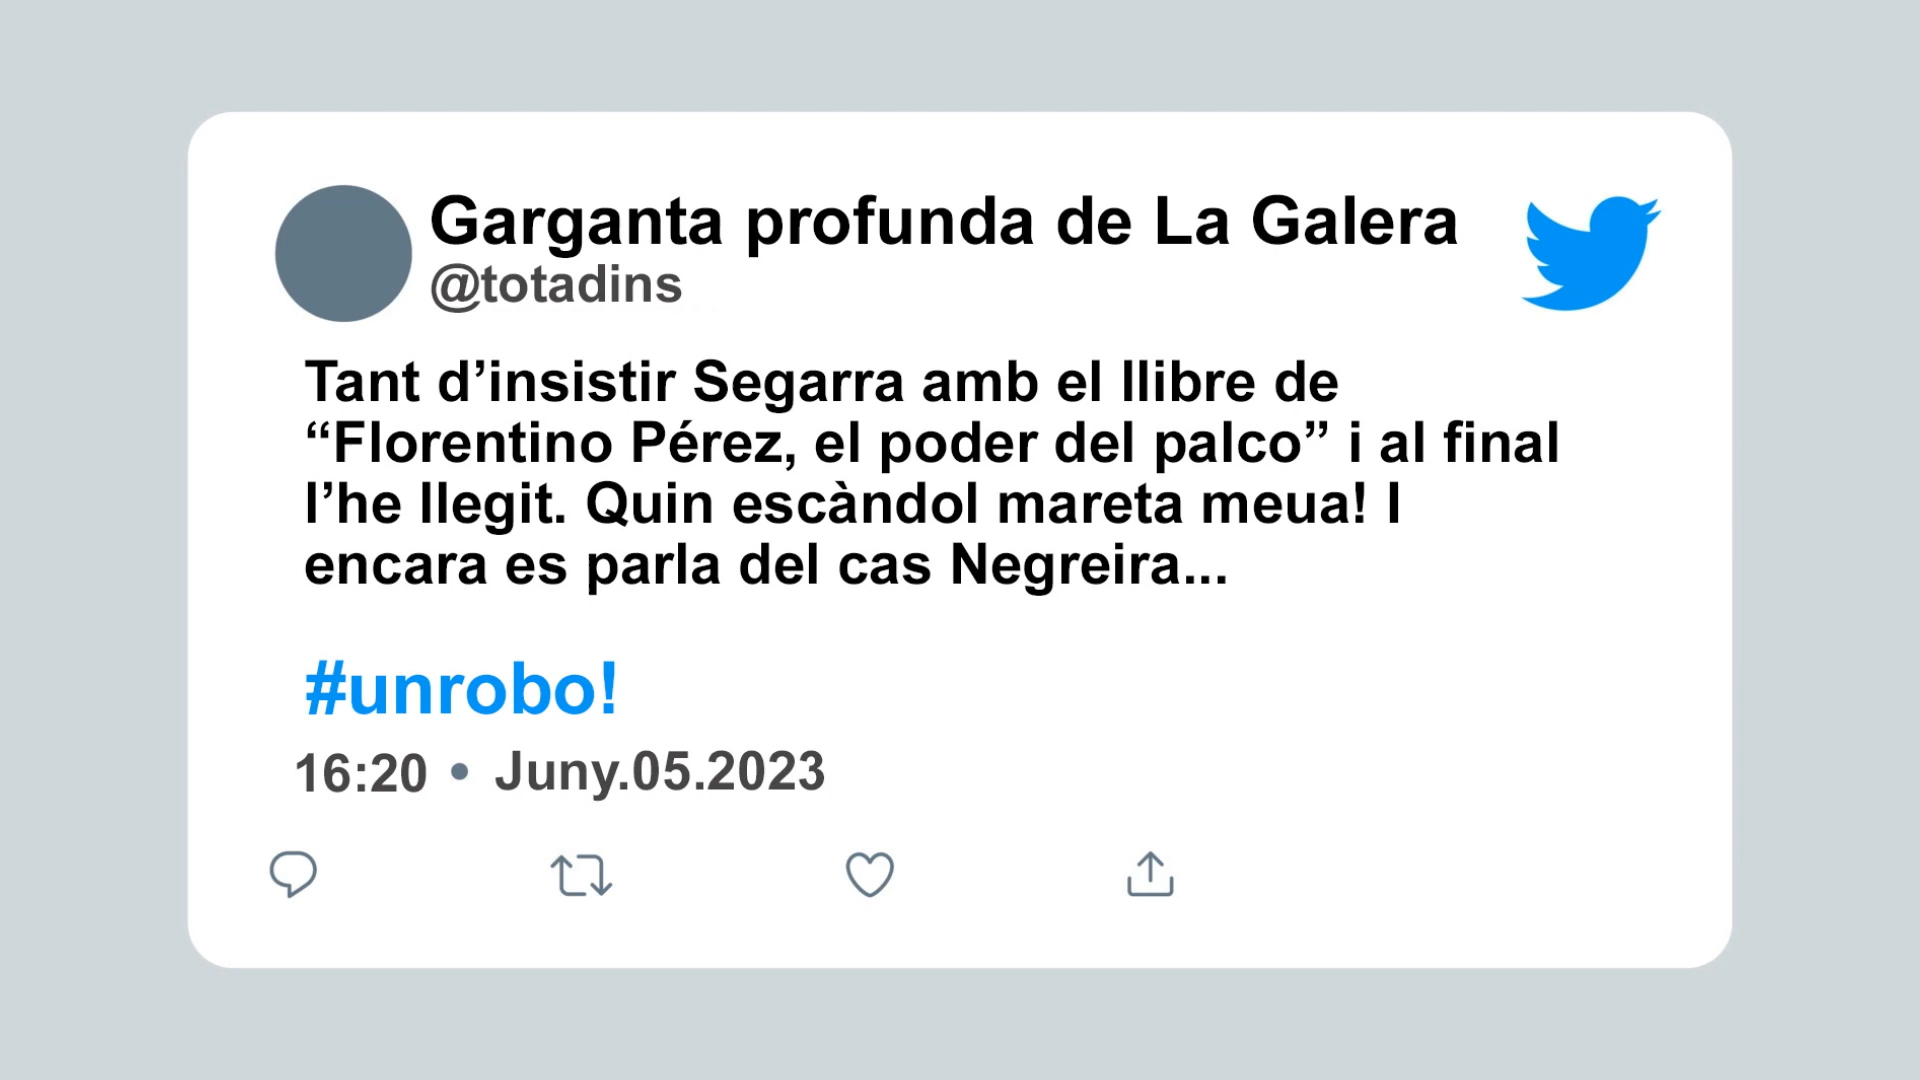 Garganta profunda de La Galera
@totadins
Tant d’insistir Segarra amb el llibre de
“Florentino Pérez, el poder del palco” i al final
l’he llegit. Quin escàndol mareta meua! I
encara es parla del cas Negreira...
#unrobo!
16:20 • Juny.05.2023